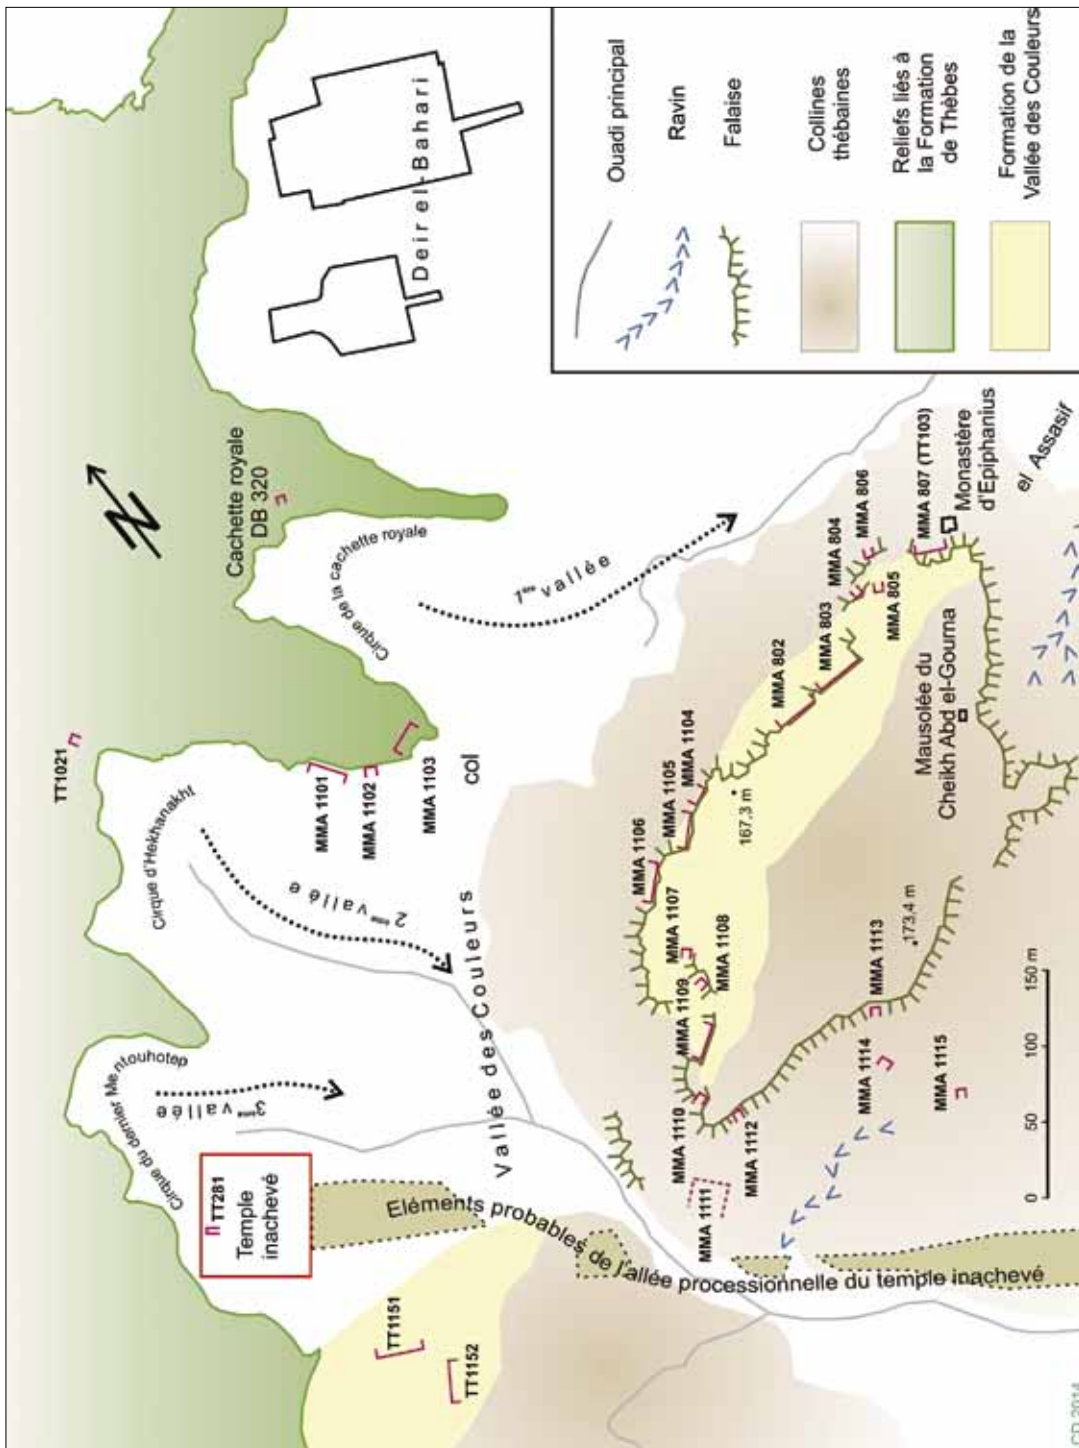 Deir el-Bahari
Ouadi principal
Ravin
Falaise
Collines
thébaines
Reliefs liés à
la Formation
de Thèbes
Formation de la
Vallée des Couleurs
N
Cachette royale
DB 320
Cirque de la cachette royale
1ère vallée
TT1021
Cirque d'Hekhanakht
2ème vallée
MMA 1101
MMA 1102
MMA 1103
col
Vallée des Couleurs
Cirque du dernier Mentouhotep
3ème vallée
TT281
Temple
inachevé
Eléments probables de l'allée processionnelle du temple inachevé
TT1151
TT1152
MMA 1106
MMA 1105
MMA 1104
MMA 802
MMA 803
MMA 804
MMA 806
MMA 805
MMA 807 (TT103)
Monastère
d'Epiphanius
el Assasif
Mausolée du
Cheikh Abd el-Gourna
167,3 m
MMA 1107
MMA 1108
MMA 1109
MMA 1110
MMA 1111
MMA 1112
MMA 1113
173,4 m
MMA 1114
MMA 1115
0 50 100 150 m
CD 2014